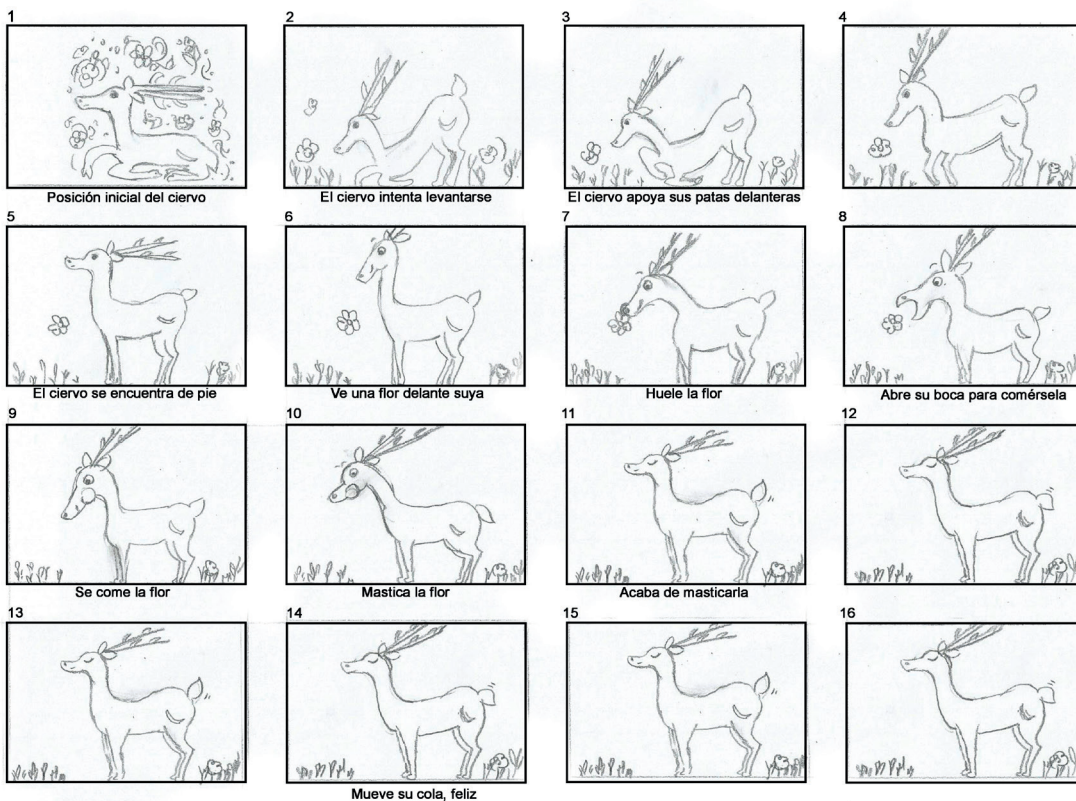 1
2
3
4
Posición inicial del ciervo
El ciervo intenta levantarse
El ciervo apoya sus patas delanteras
5
6
7
8
El ciervo se encuentra de pie
Ve una flor delante suya
Huele la flor
Abre su boca para comérsela
9
10
11
12
Se come la flor
Mastica la flor
Acaba de masticarla
13
14
15
16
Mueve su cola, feliz